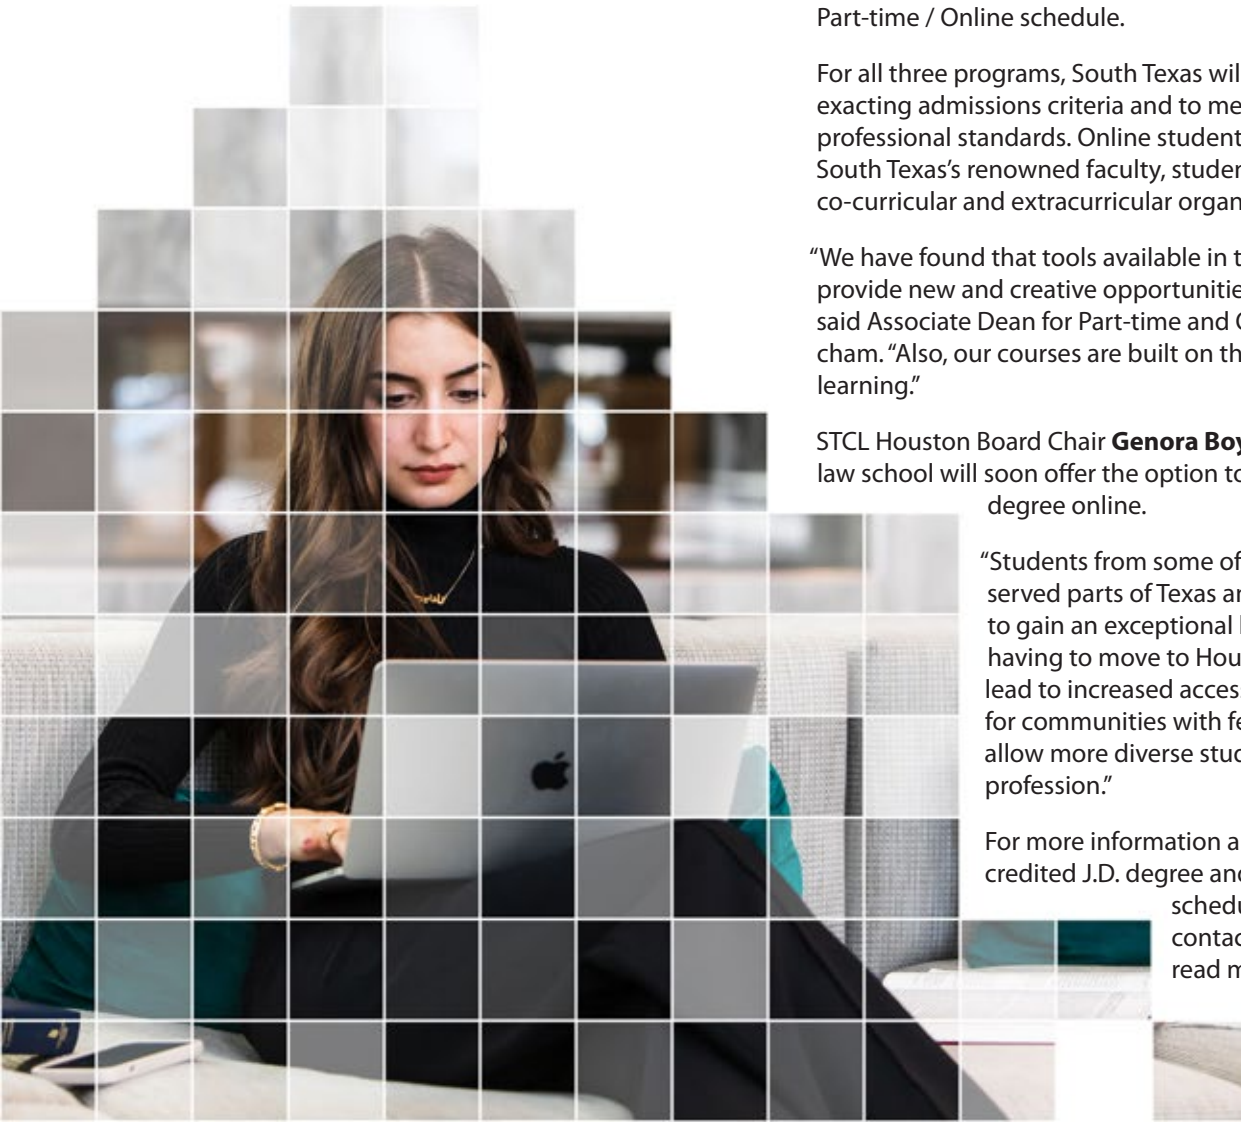 Part-time / Online schedule.
For all three programs, South Texas wil
exacting admissions criteria and to me
professional standards. Online student
South Texas’s renowned faculty, studen
co-curricular and extracurricular organ
“We have found that tools available in t
provide new and creative opportunitie
said Associate Dean for Part-time and
cham. “Also, our courses are built on th
learning.”
STCL Houston Board Chair Genora Boy
law school will soon offer the option to
degree online.
“Students from some of
served parts of Texas an
to gain an exceptional
having to move to Hou
lead to increased acces
for communities with fe
allow more diverse stud
profession.”
For more information a
credited J.D. degree and
schedu
contac
read m